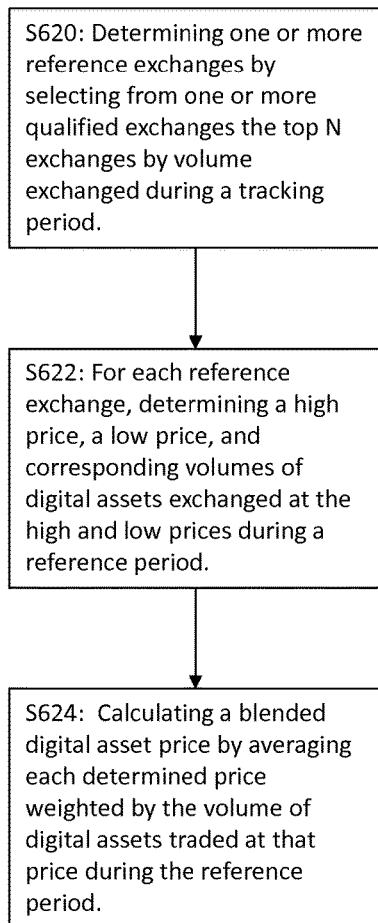 S620: Determining one or more
reference exchanges by
selecting from one or more
qualified exchanges the top N
exchanges by volume
exchanged during a tracking
period.
S622: For each reference
exchange, determining a high
price, a low price, and
corresponding volumes of
digital assets exchanged at the
high and low prices during a
reference period.
S624: Calculating a blended
digital asset price by averaging
each determined price
weighted by the volume of
digital assets traded at that
price during the reference
period.